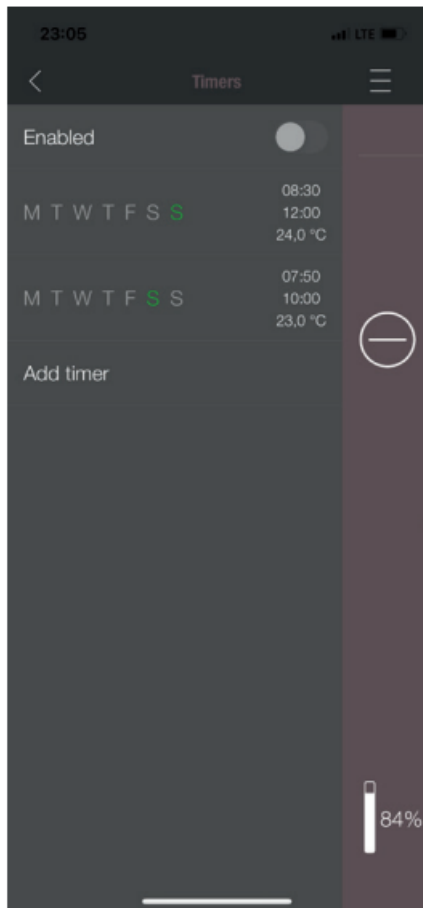 23:05 LTE
Timers
Enabled
08:30
M T W T F S S 12:00
24,0 °C
07:50
M T W T F S S 10:00
23,0 °C
Add timer
84%